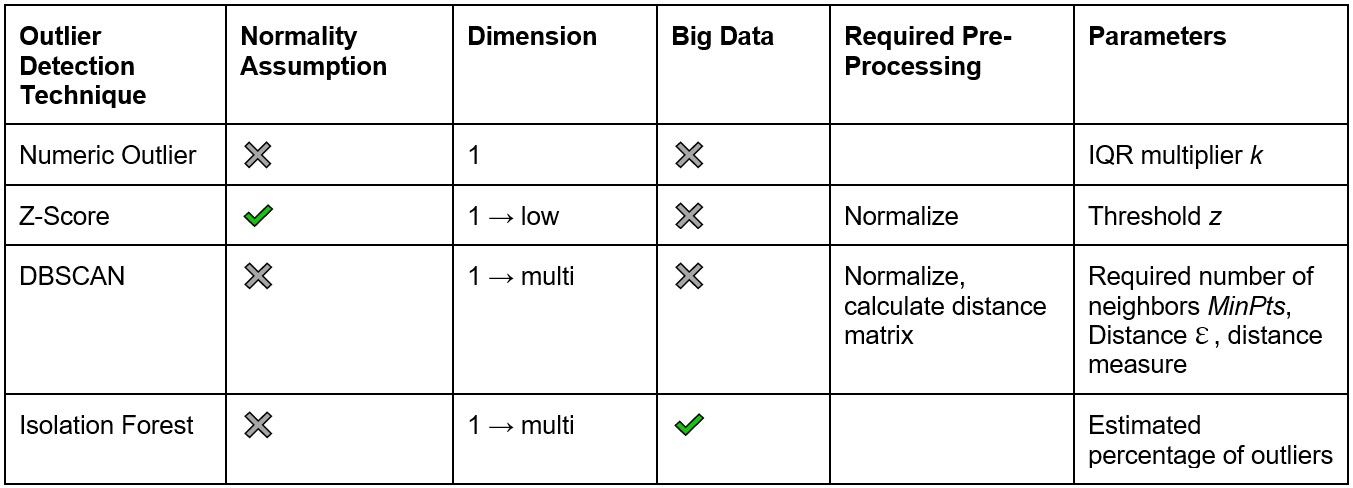 Outlier Detection Technique Normality Assumption Dimension Big Data Required Pre-Processing Parameters
Numeric Outlier ✖ 1 ✖ IQR multiplier k
Z-Score ✔ 1 → low ✖ Normalize Threshold z
DBSCAN ✖ 1 → multi ✖ Normalize, calculate distance matrix Required number of neighbors MinPts, Distance ℇ , distance measure
Isolation Forest ✖ 1 → multi ✔ Estimated percentage of outliers